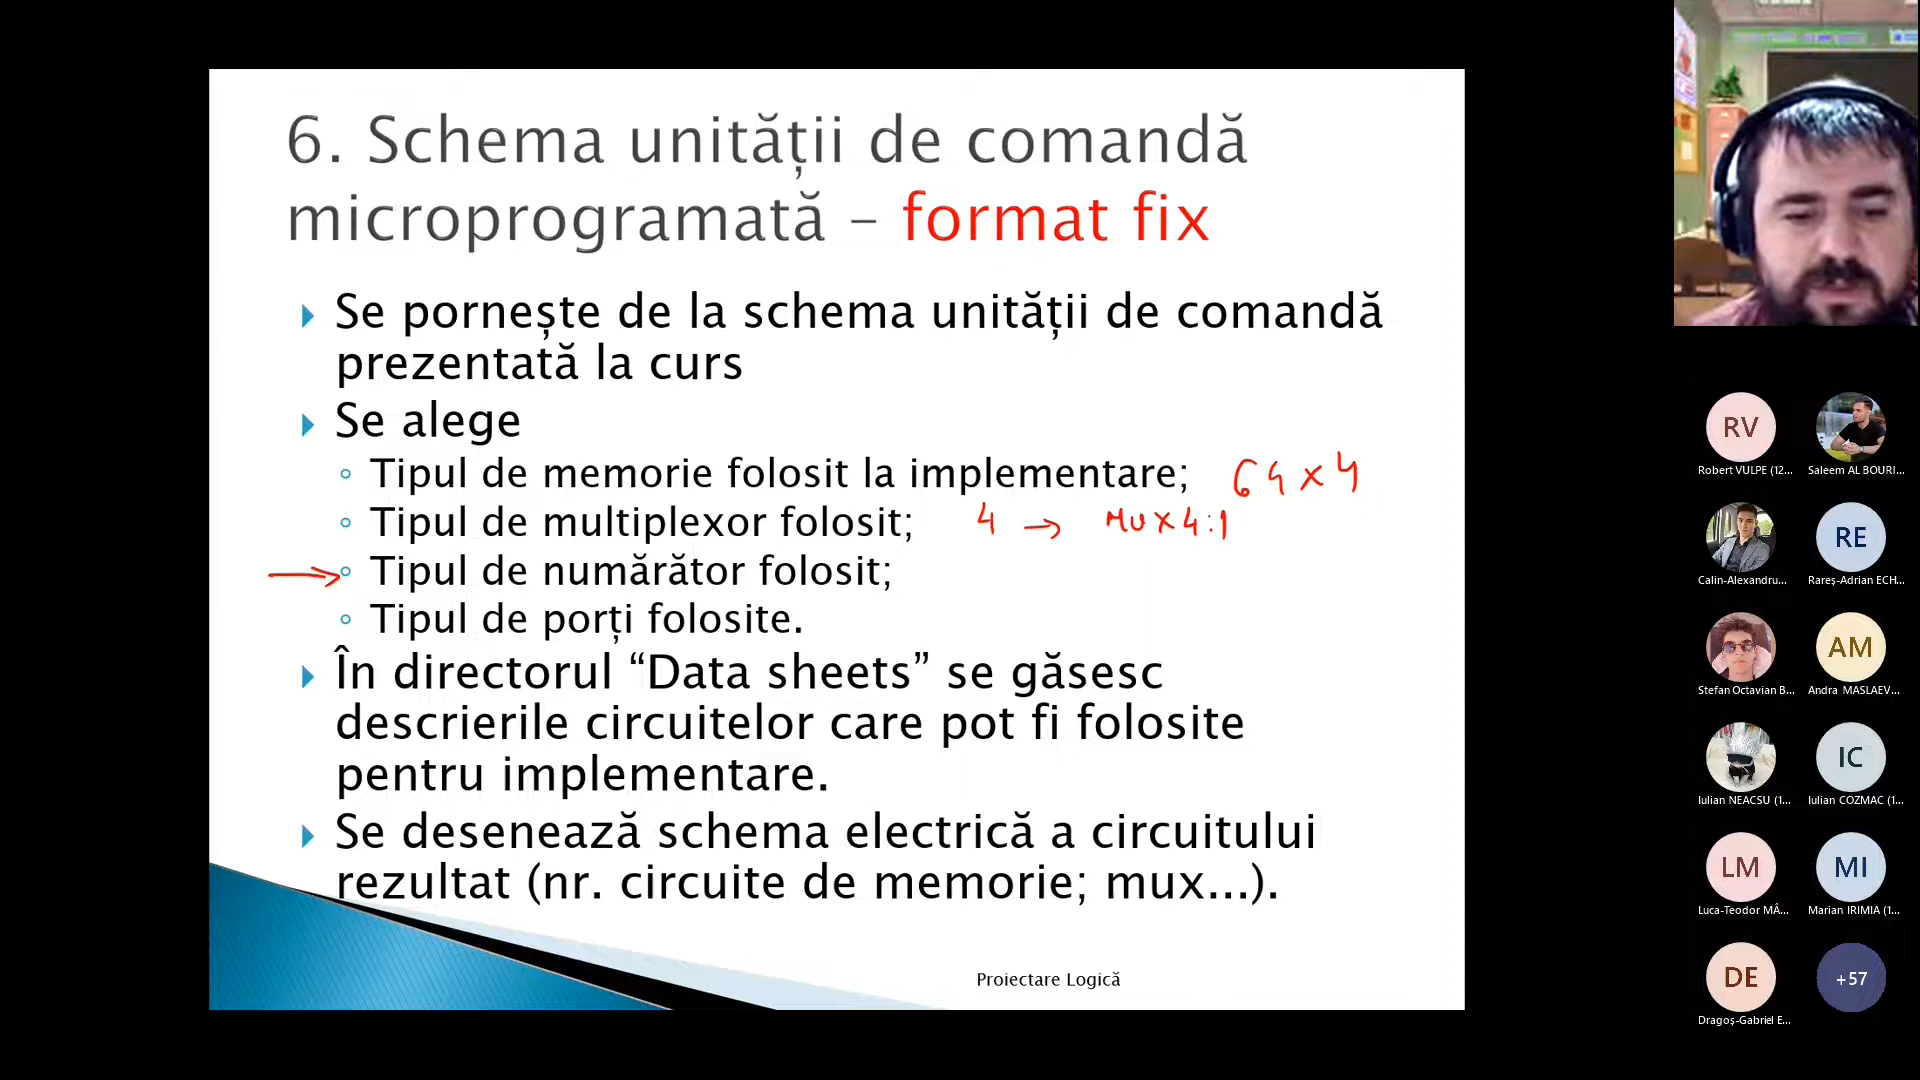 6. Schema unității de comandă
microprogramată – format fix
Se pornește de la schema unității de comandă
prezentată la curs
Se alege
Tipul de memorie folosit la implementare; 64 x 4
Tipul de multiplexor folosit; 4 → MUX 4:1
Tipul de numărător folosit;
Tipul de porți folosite.
În directorul “Data sheets” se găsesc
descrierile circuitelor care pot fi folosite
pentru implementare.
Se desenează schema electrică a circuitului
rezultat (nr. circuite de memorie; mux...).
Proiectare Logică
RV
Robert VULPE (12... Saleem AL BOURI...
RE
Calin-Alexandru... Rareș-Adrian ECH...
AM
Stefan Octavian B... Andra MASLAEV...
IC
Iulian NEACSU (1... Iulian COZMAC (1...
LM MI
Luca-Teodor MÂ... Marian IRIMIA (1...
DE +57
Dragoș-Gabriel E...